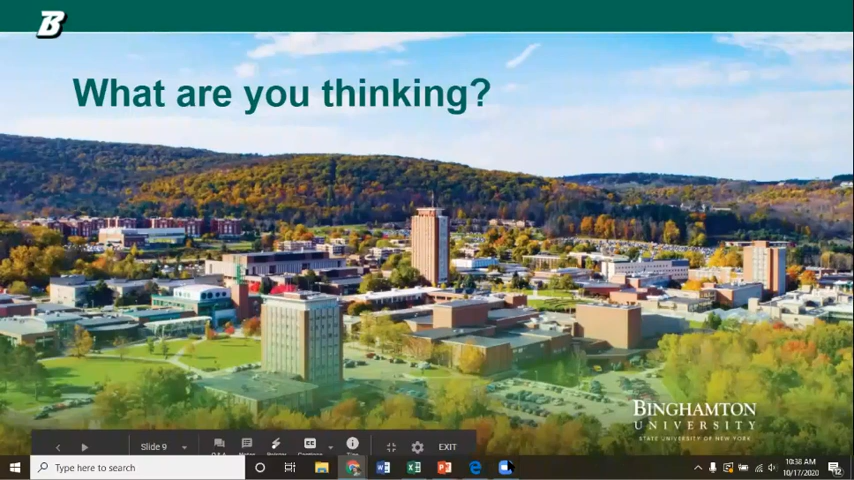 B
What are you thinking?
BINGHAMTON
UNIVERSITY
STATE UNIVERSITY OF NEW YORK
Slide 9
EXIT
Type here to search
10:38 AM
10/17/2020